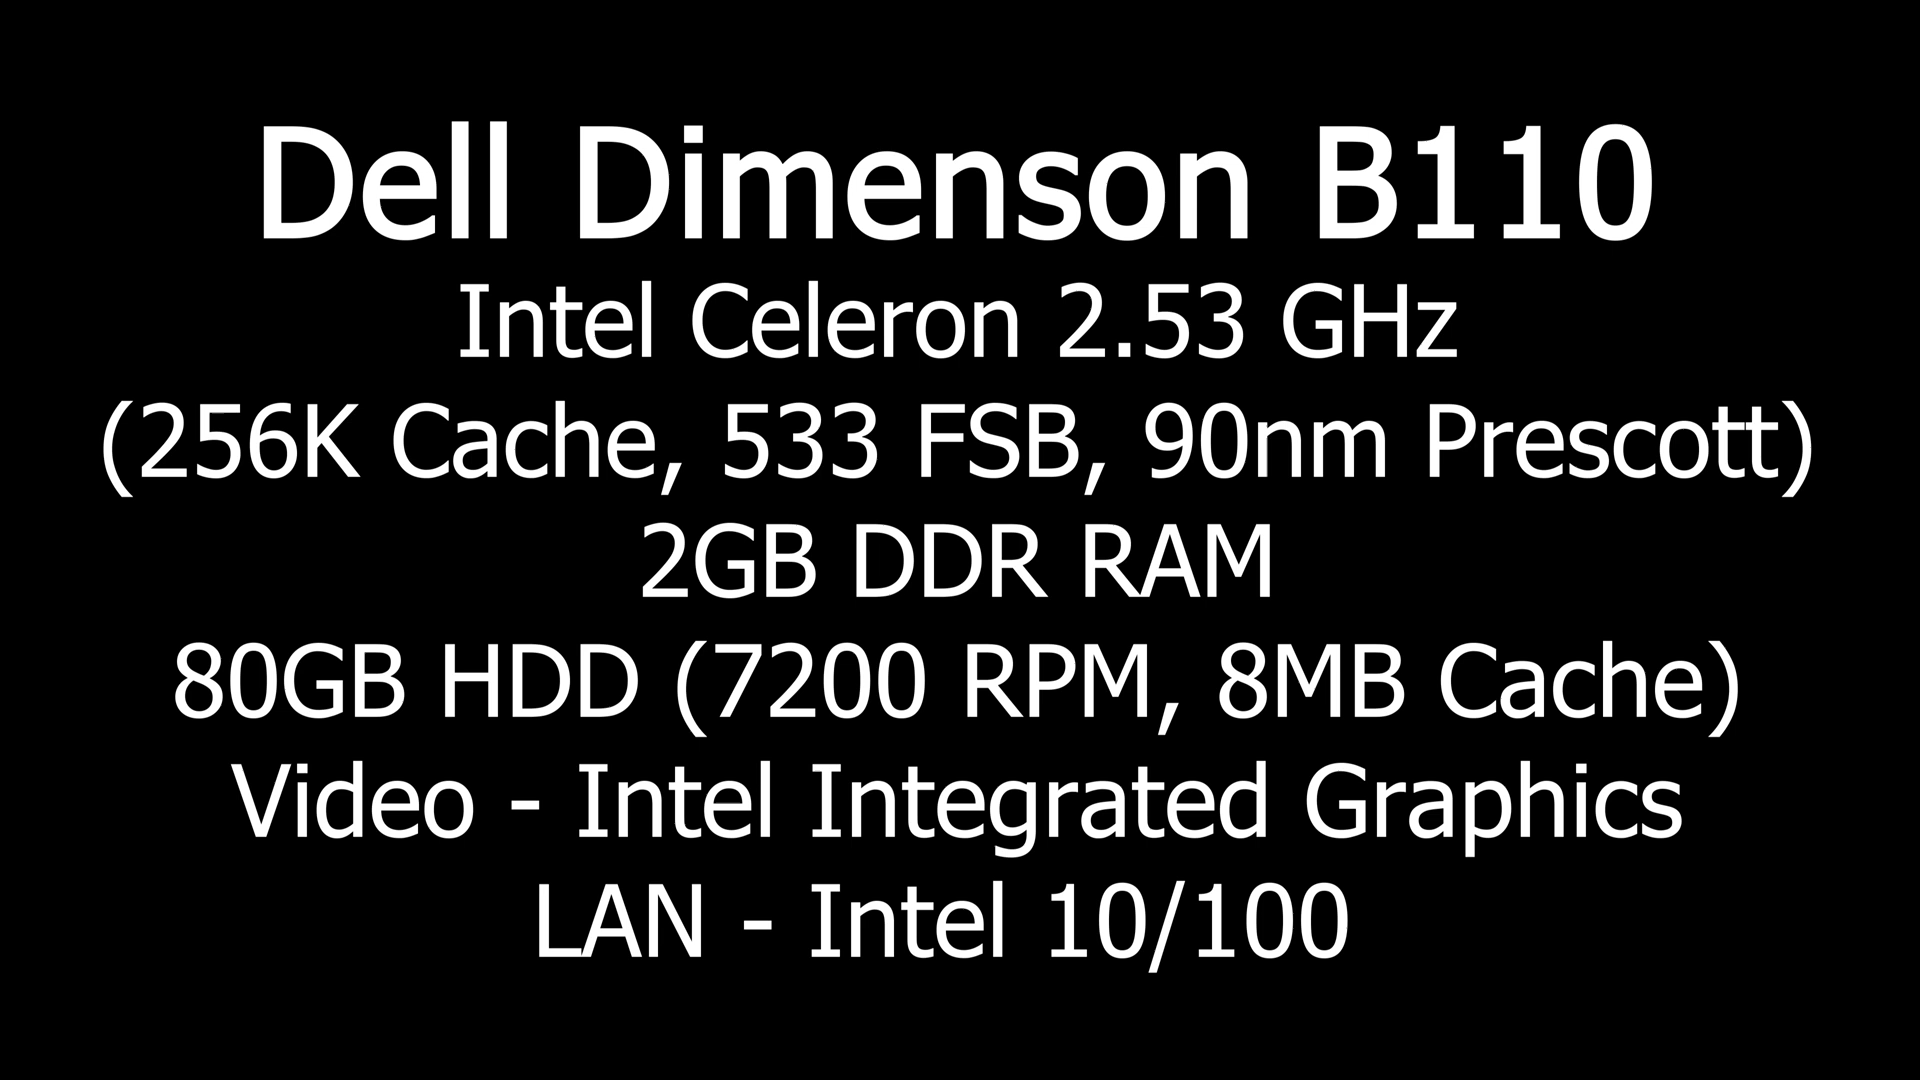 Dell Dimenson B110
Intel Celeron 2.53 GHz
(256K Cache, 533 FSB, 90nm Prescott)
2GB DDR RAM
80GB HDD (7200 RPM, 8MB Cache)
Video - Intel Integrated Graphics
LAN - Intel 10/100